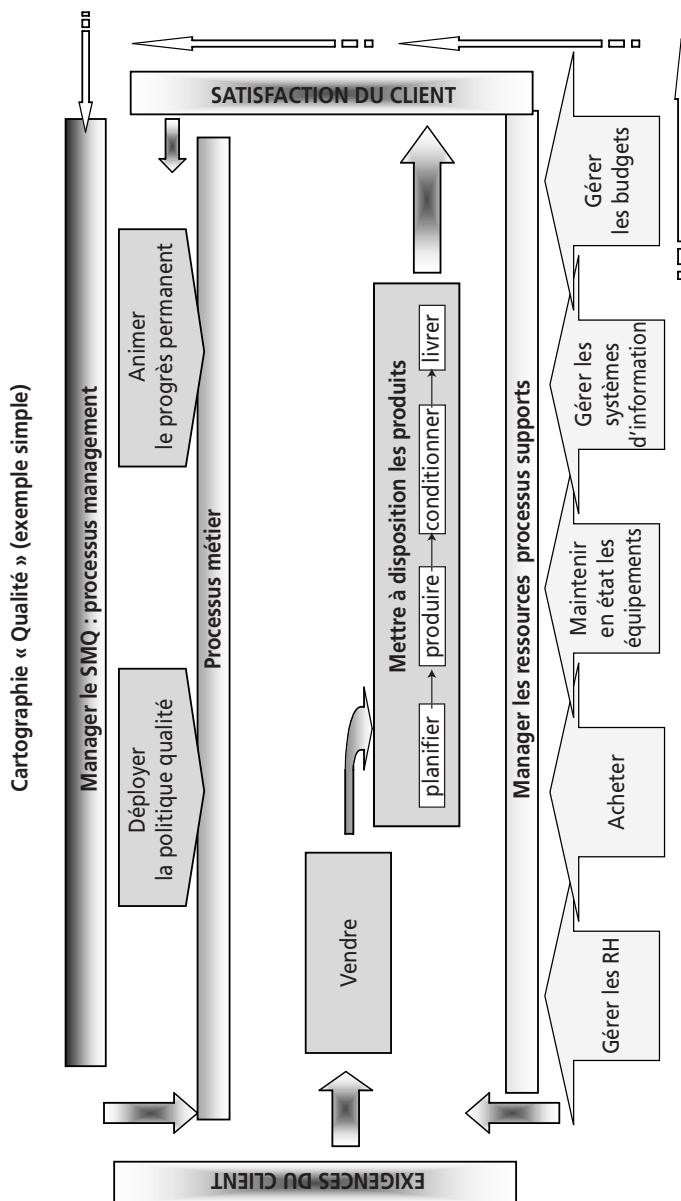 Cartographie « Qualité » (exemple simple)
Manager le SMQ : processus management
Déployer
la politique qualité
Animer
le progrès permanent
Processus métier
EXIGENCES DU CLIENT
Vendre
Mettre à disposition les produits
planifier
produire
conditionner
livrer
SATISFACTION DU CLIENT
Manager les ressources processus supports
Gérer les RH
Acheter
Maintenir
en état les
équipements
Gérer les
systèmes
d’information
Gérer
les budgets